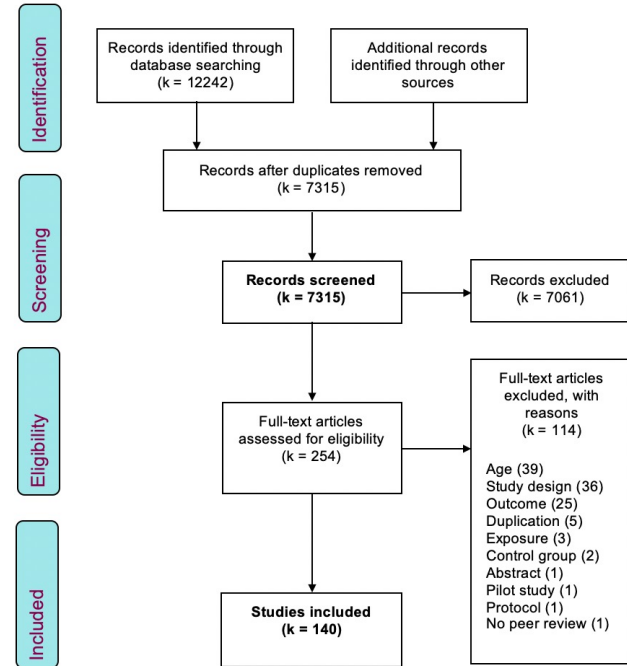 Identification
Records identified through
database searching
(k = 12242)
Additional records
identified through other
sources
Records after duplicates removed
(k = 7315)
Screening
Records screened
(k = 7315)
Records excluded
(k = 7061)
Eligibility
Full-text articles
assessed for eligibility
(k = 254)
Full-text articles
excluded, with
reasons
(k = 114)
Age (39)
Study design (36)
Outcome (25)
Duplication (5)
Exposure (3)
Control group (2)
Abstract (1)
Pilot study (1)
Protocol (1)
No peer review (1)
Included
Studies included
(k = 140)